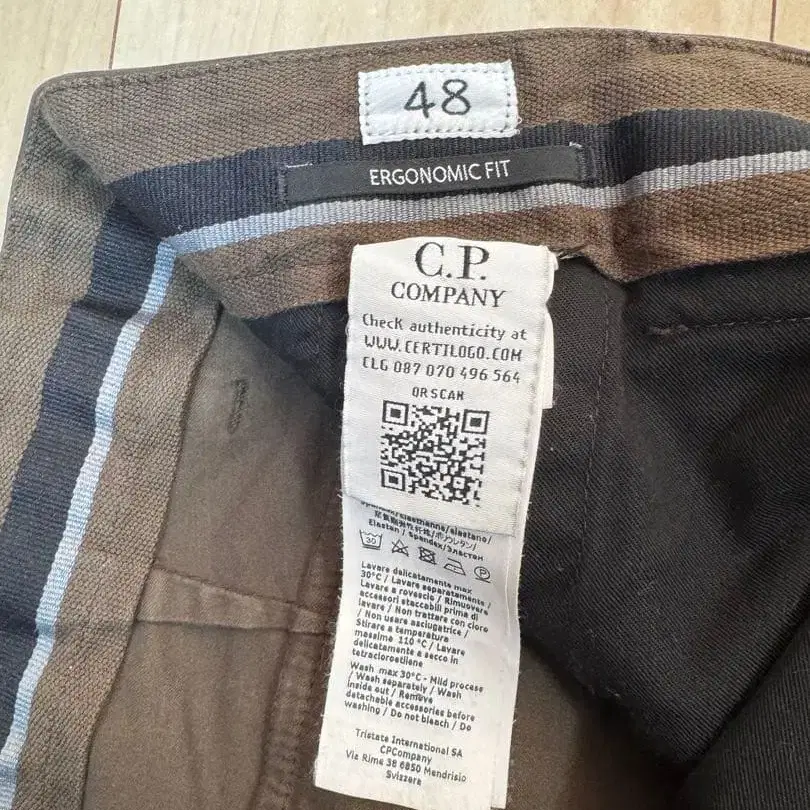 48
ERGONOMIC FIT
C.P.
COMPANY
Check authenticity at
WWW.CERTILOGO.COM
CLG 087 070 496 564
QR SCAN
Elastan / Spandex/Эластан
30
P
Lavare delicatamente max
30°C / Lavare separatamente /
Lavare a rovescio / Rimuovere
accessori staccabili prima di
lavare / Non trattare con cloro
/ Non usare asciugatrice /
Stirare a temperatura
massima 110 °C / Lavare
delicatamente a secco in
tetracloroetilene
Wash max 30°C - Mild process
/ Wash separately / Wash
inside out / Remove
detachable accessories before
washing / Do not bleach / Do
Tristate International SA
CPCompany
Via Rime 38 6850 Mendrisio
Svizzera